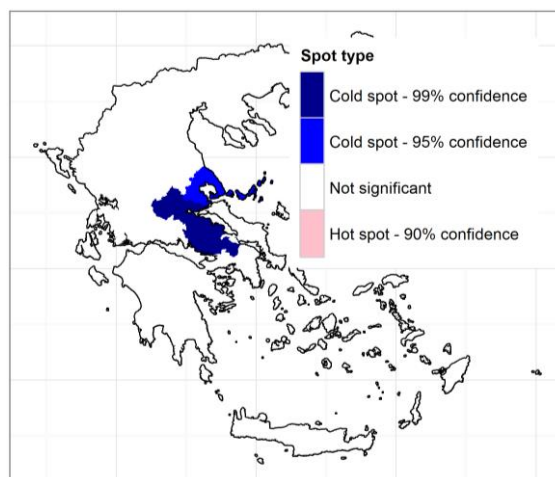 Spot type
Cold spot - 99% confidence
Cold spot - 95% confidence
Not significant
Hot spot - 90% confidence